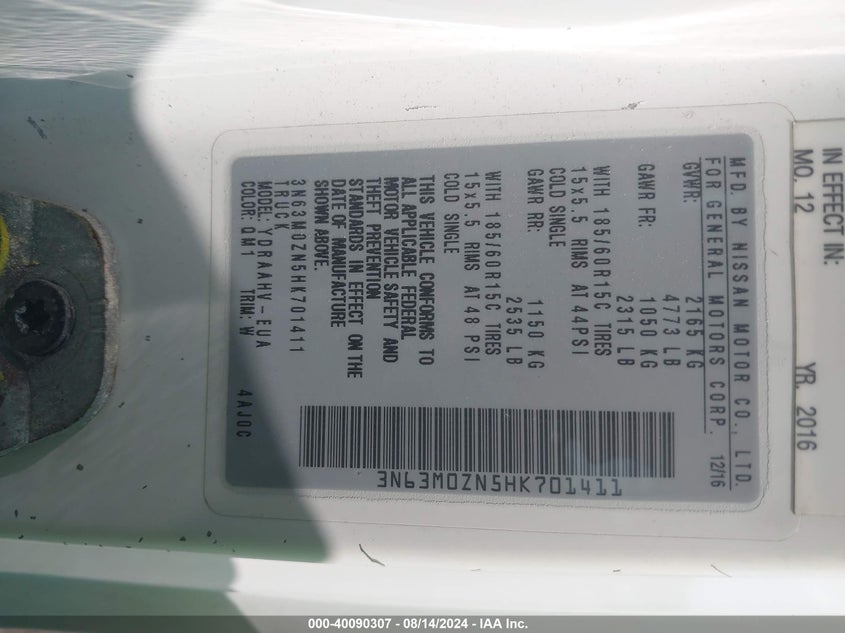 MFD. BY NISSAN MOTOR CO., LTD.
FOR GENERAL MOTORS CORP. 12/16
GVWR: 2165 KG
4773 LB
GAWR FR: 1050 KG
2315 LB
WITH 185/60R15C TIRES
15x5.5 RIMS AT 44PSI
COLD SINGLE
GAWR RR: 1150 KG
2535 LB
WITH 185/60R15C TIRES
15x5.5 RIMS AT 48 PSI
COLD SINGLE
THIS VEHICLE CONFORMS TO
ALL APPLICABLE FEDERAL
MOTOR VEHICLE SAFETY AND
THEFT PREVENTION
STANDARDS IN EFFECT ON THE
DATE OF MANUFACTURE
SHOWN ABOVE.
3N63M0ZN5HK701411
TRUCK
MODEL: YDRAAHV-EUA
COLOR: QM1 TRIM: W
4AJ0C
3N63M0ZN5HK701411
IN EFFECT IN:
MO. 12 YR. 2016
000-40090307 - 08/14/2024 - IAA Inc.